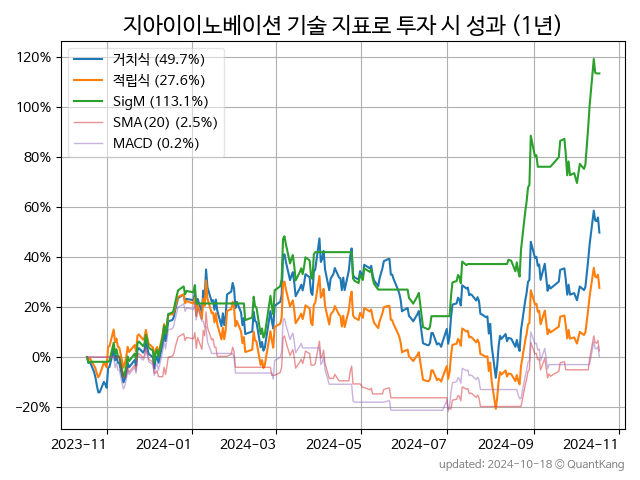 지아이이노베이션 기술 지표로 투자 시 성과 (1년)
거치식 (49.7%)
적립식 (27.6%)
SigM (113.1%)
SMA(20) (2.5%)
MACD (0.2%)
120%
100%
80%
60%
40%
20%
0%
−20%
2023-11 2024-01 2024-03 2024-05 2024-07 2024-09 2024-11
updated: 2024-10-18 © QuantKang